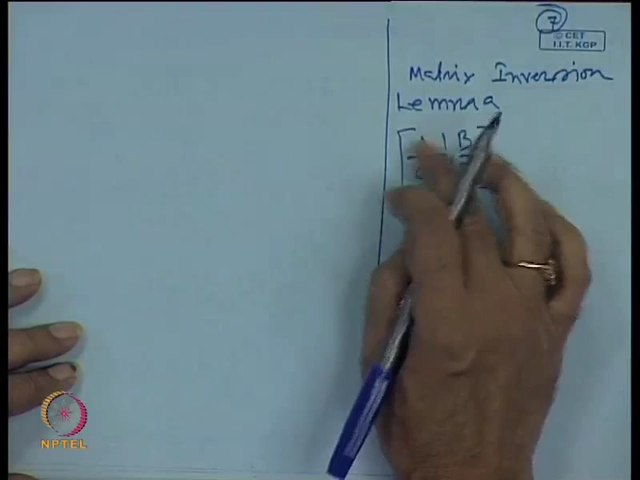 7
© CET
I.I.T. KGP
Matrix Inversion
Lemma
B
NPTEL